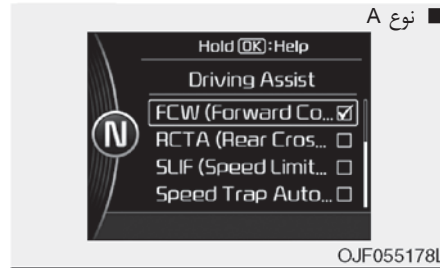 ■ نوع A
Hold OK:Help
Driving Assist
FCW (Forward Co...
RCTA (Rear Cros...
SLIF (Speed Limit...
Speed Trap Auto...
N
OJF055178L